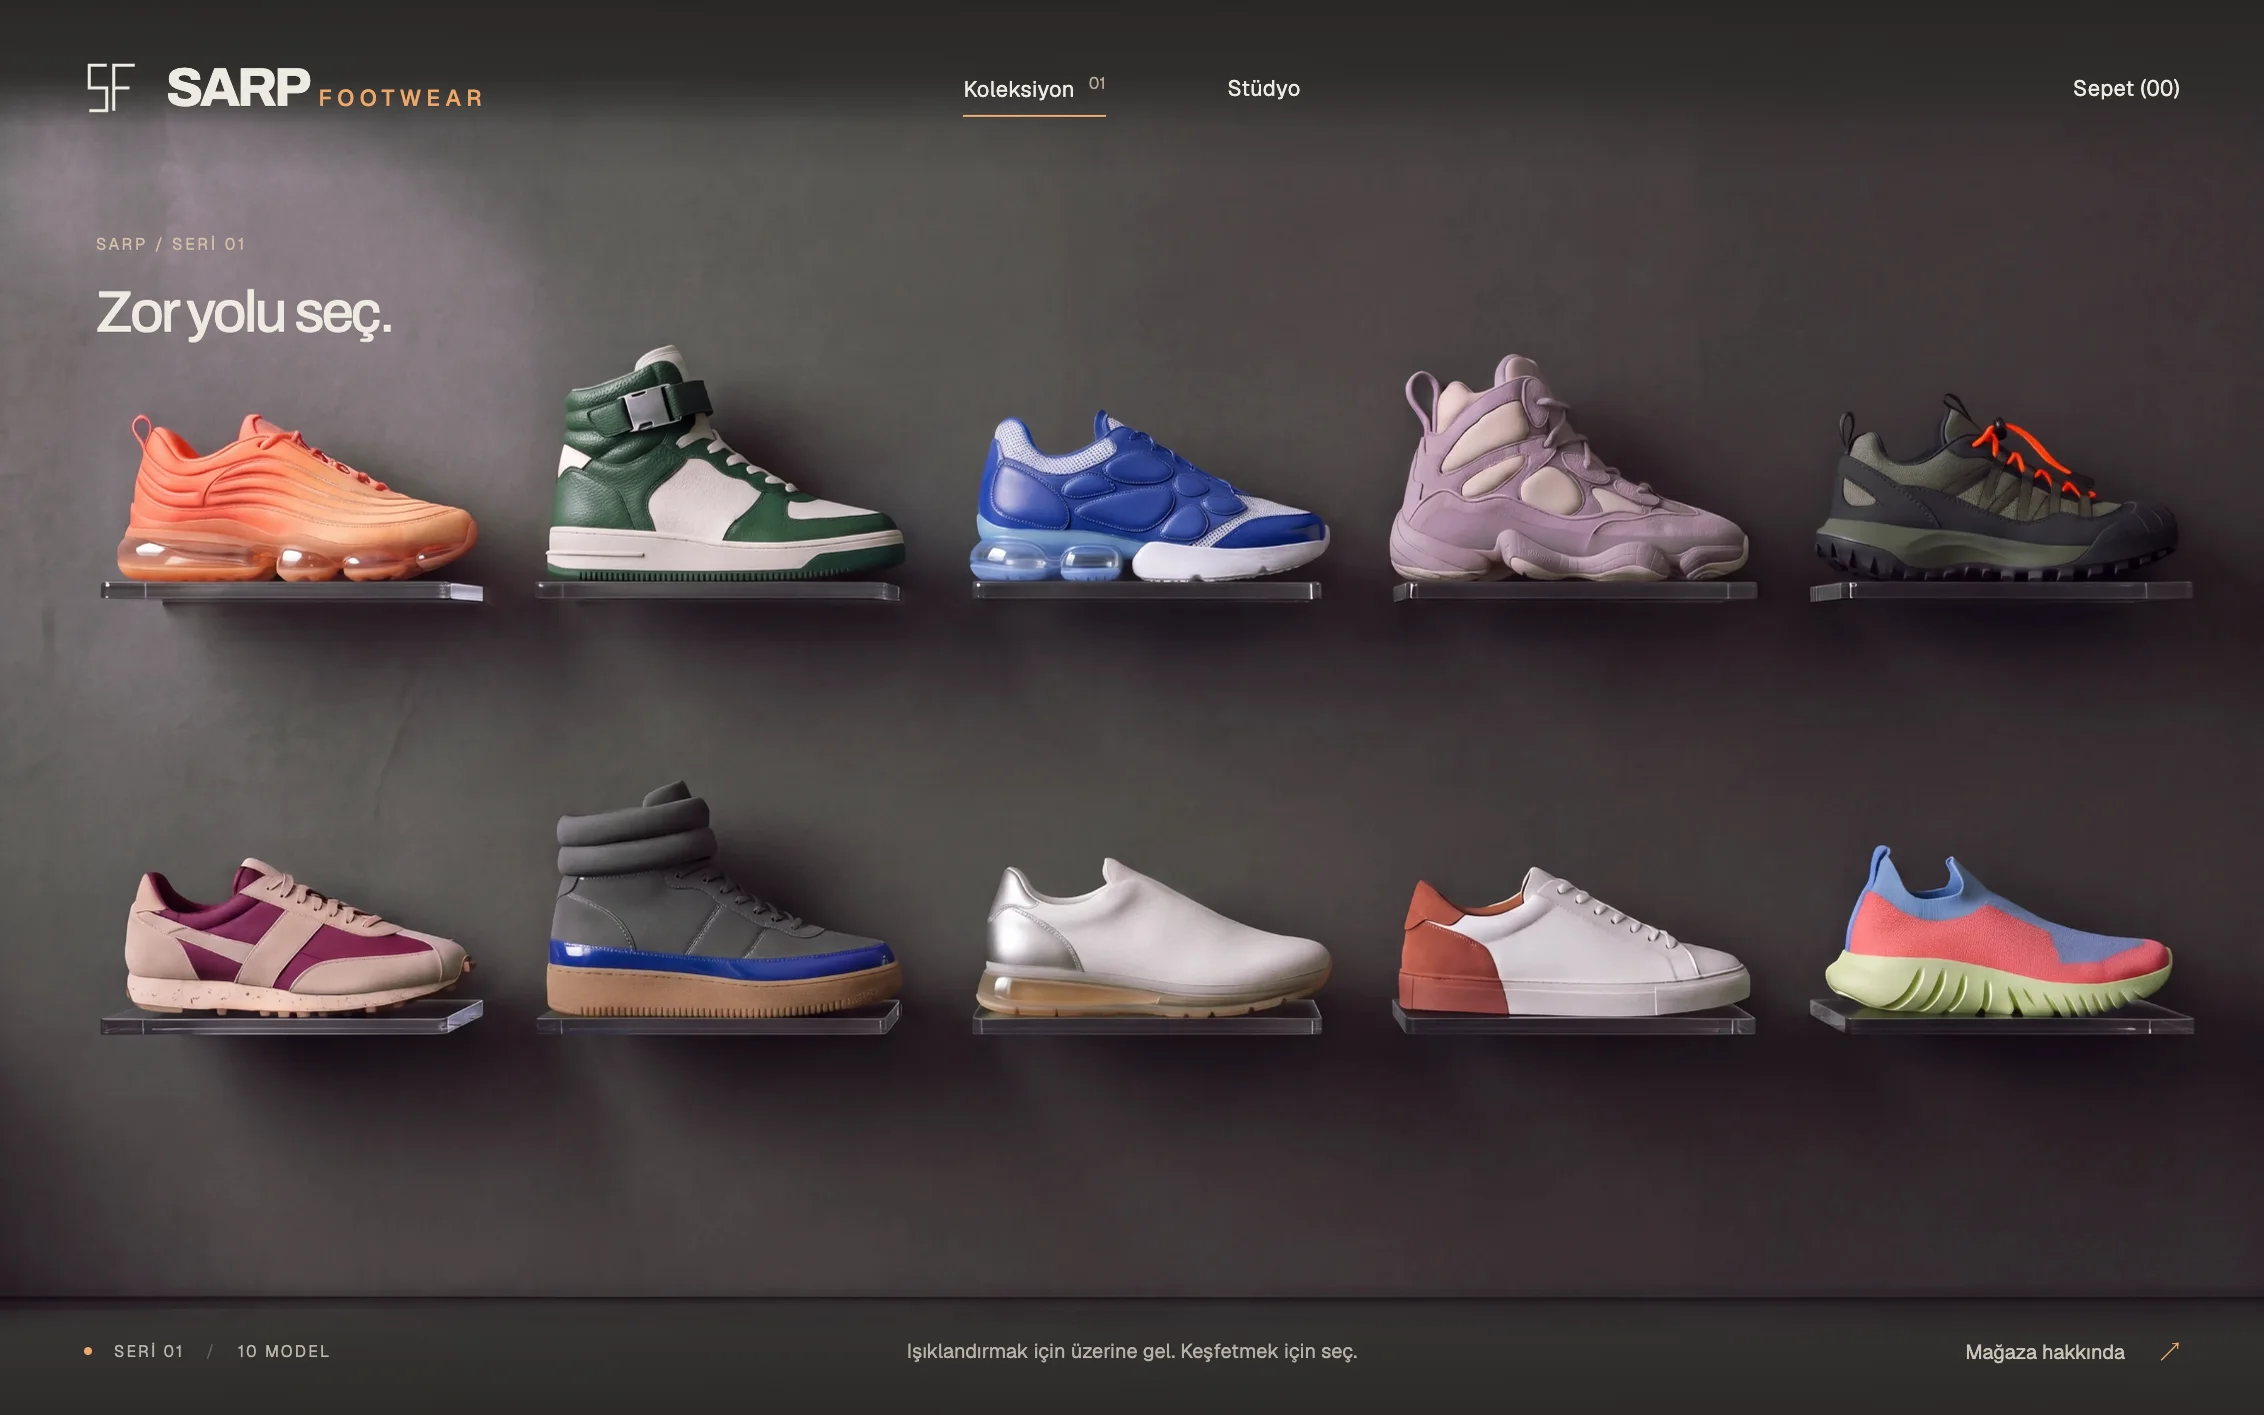 SF SARP FOOTWEAR
Koleksiyon 01
Stüdyo
Sepet (00)
SARP / SERİ 01
Zor yolu seç.
SERİ 01 / 10 MODEL
Işıklandırmak için üzerine gel. Keşfetmek için seç.
Mağaza hakkında